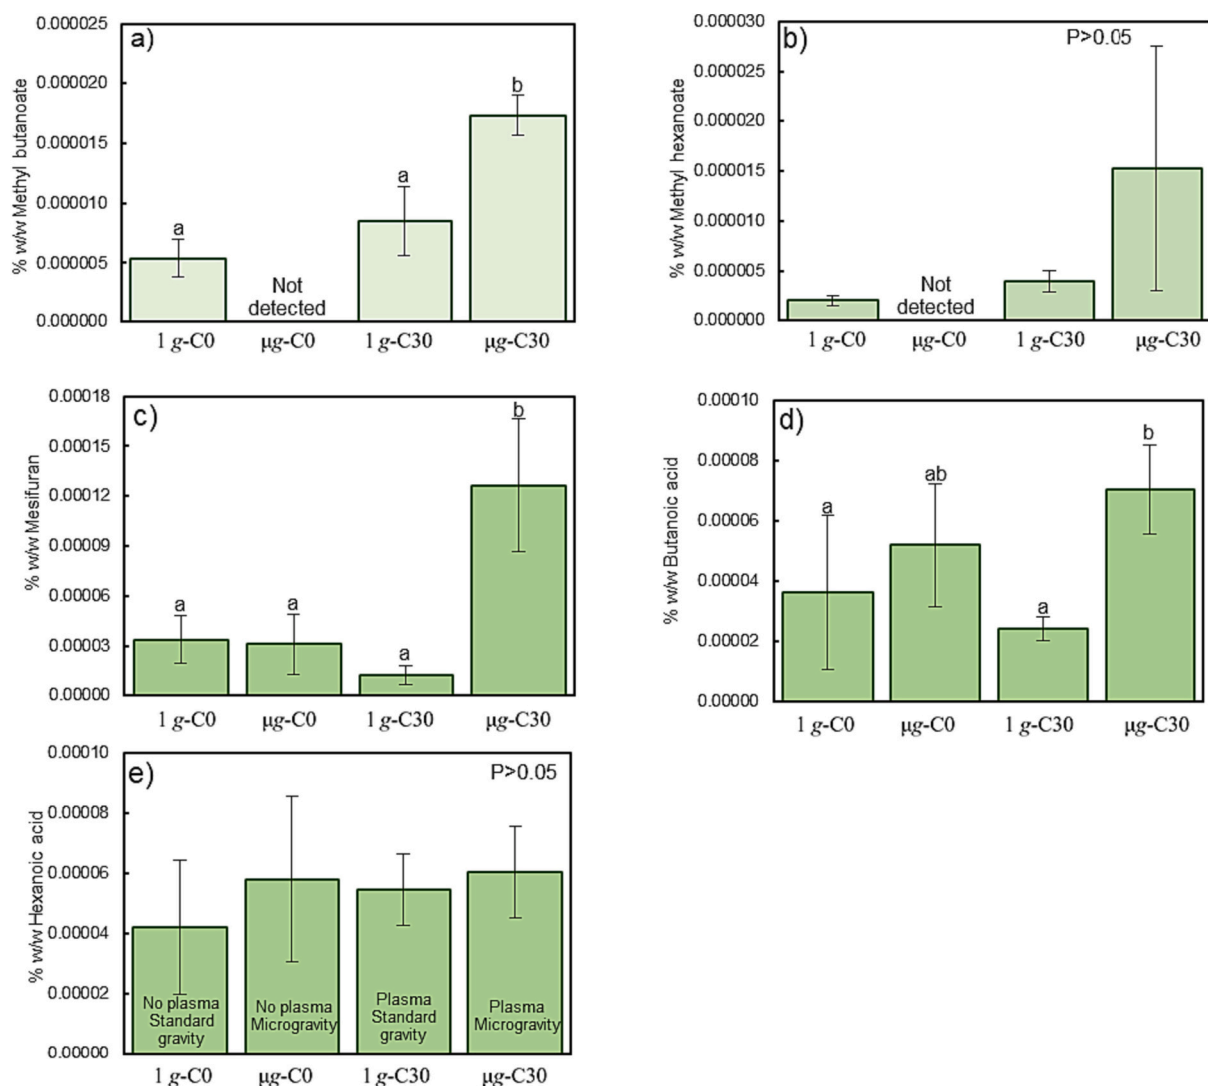 a)
% w/w Methyl butanoate
0.000025
0.000020
0.000015
0.000010
0.000005
0.000000
a
Not
detected
a
b
1 g-C0
µg-C0
1 g-C30
µg-C30
b)
P>0.05
% w/w Methyl hexanoate
0.000030
0.000025
0.000020
0.000015
0.000010
0.000005
0.000000
Not
detected
1 g-C0
µg-C0
1 g-C30
µg-C30
c)
% w/w Mesifuran
0.00018
0.00015
0.00012
0.00009
0.00006
0.00003
0.00000
a
a
a
b
1 g-C0
µg-C0
1 g-C30
µg-C30
d)
% w/w Butanoic acid
0.00010
0.00008
0.00006
0.00004
0.00002
0.00000
a
ab
a
b
1 g-C0
µg-C0
1 g-C30
µg-C30
e)
P>0.05
% w/w Hexanoic acid
0.00010
0.00008
0.00006
0.00004
0.00002
0.00000
No plasma
Standard
gravity
No plasma
Microgravity
Plasma
Standard
gravity
Plasma
Microgravity
1 g-C0
µg-C0
1 g-C30
µg-C30